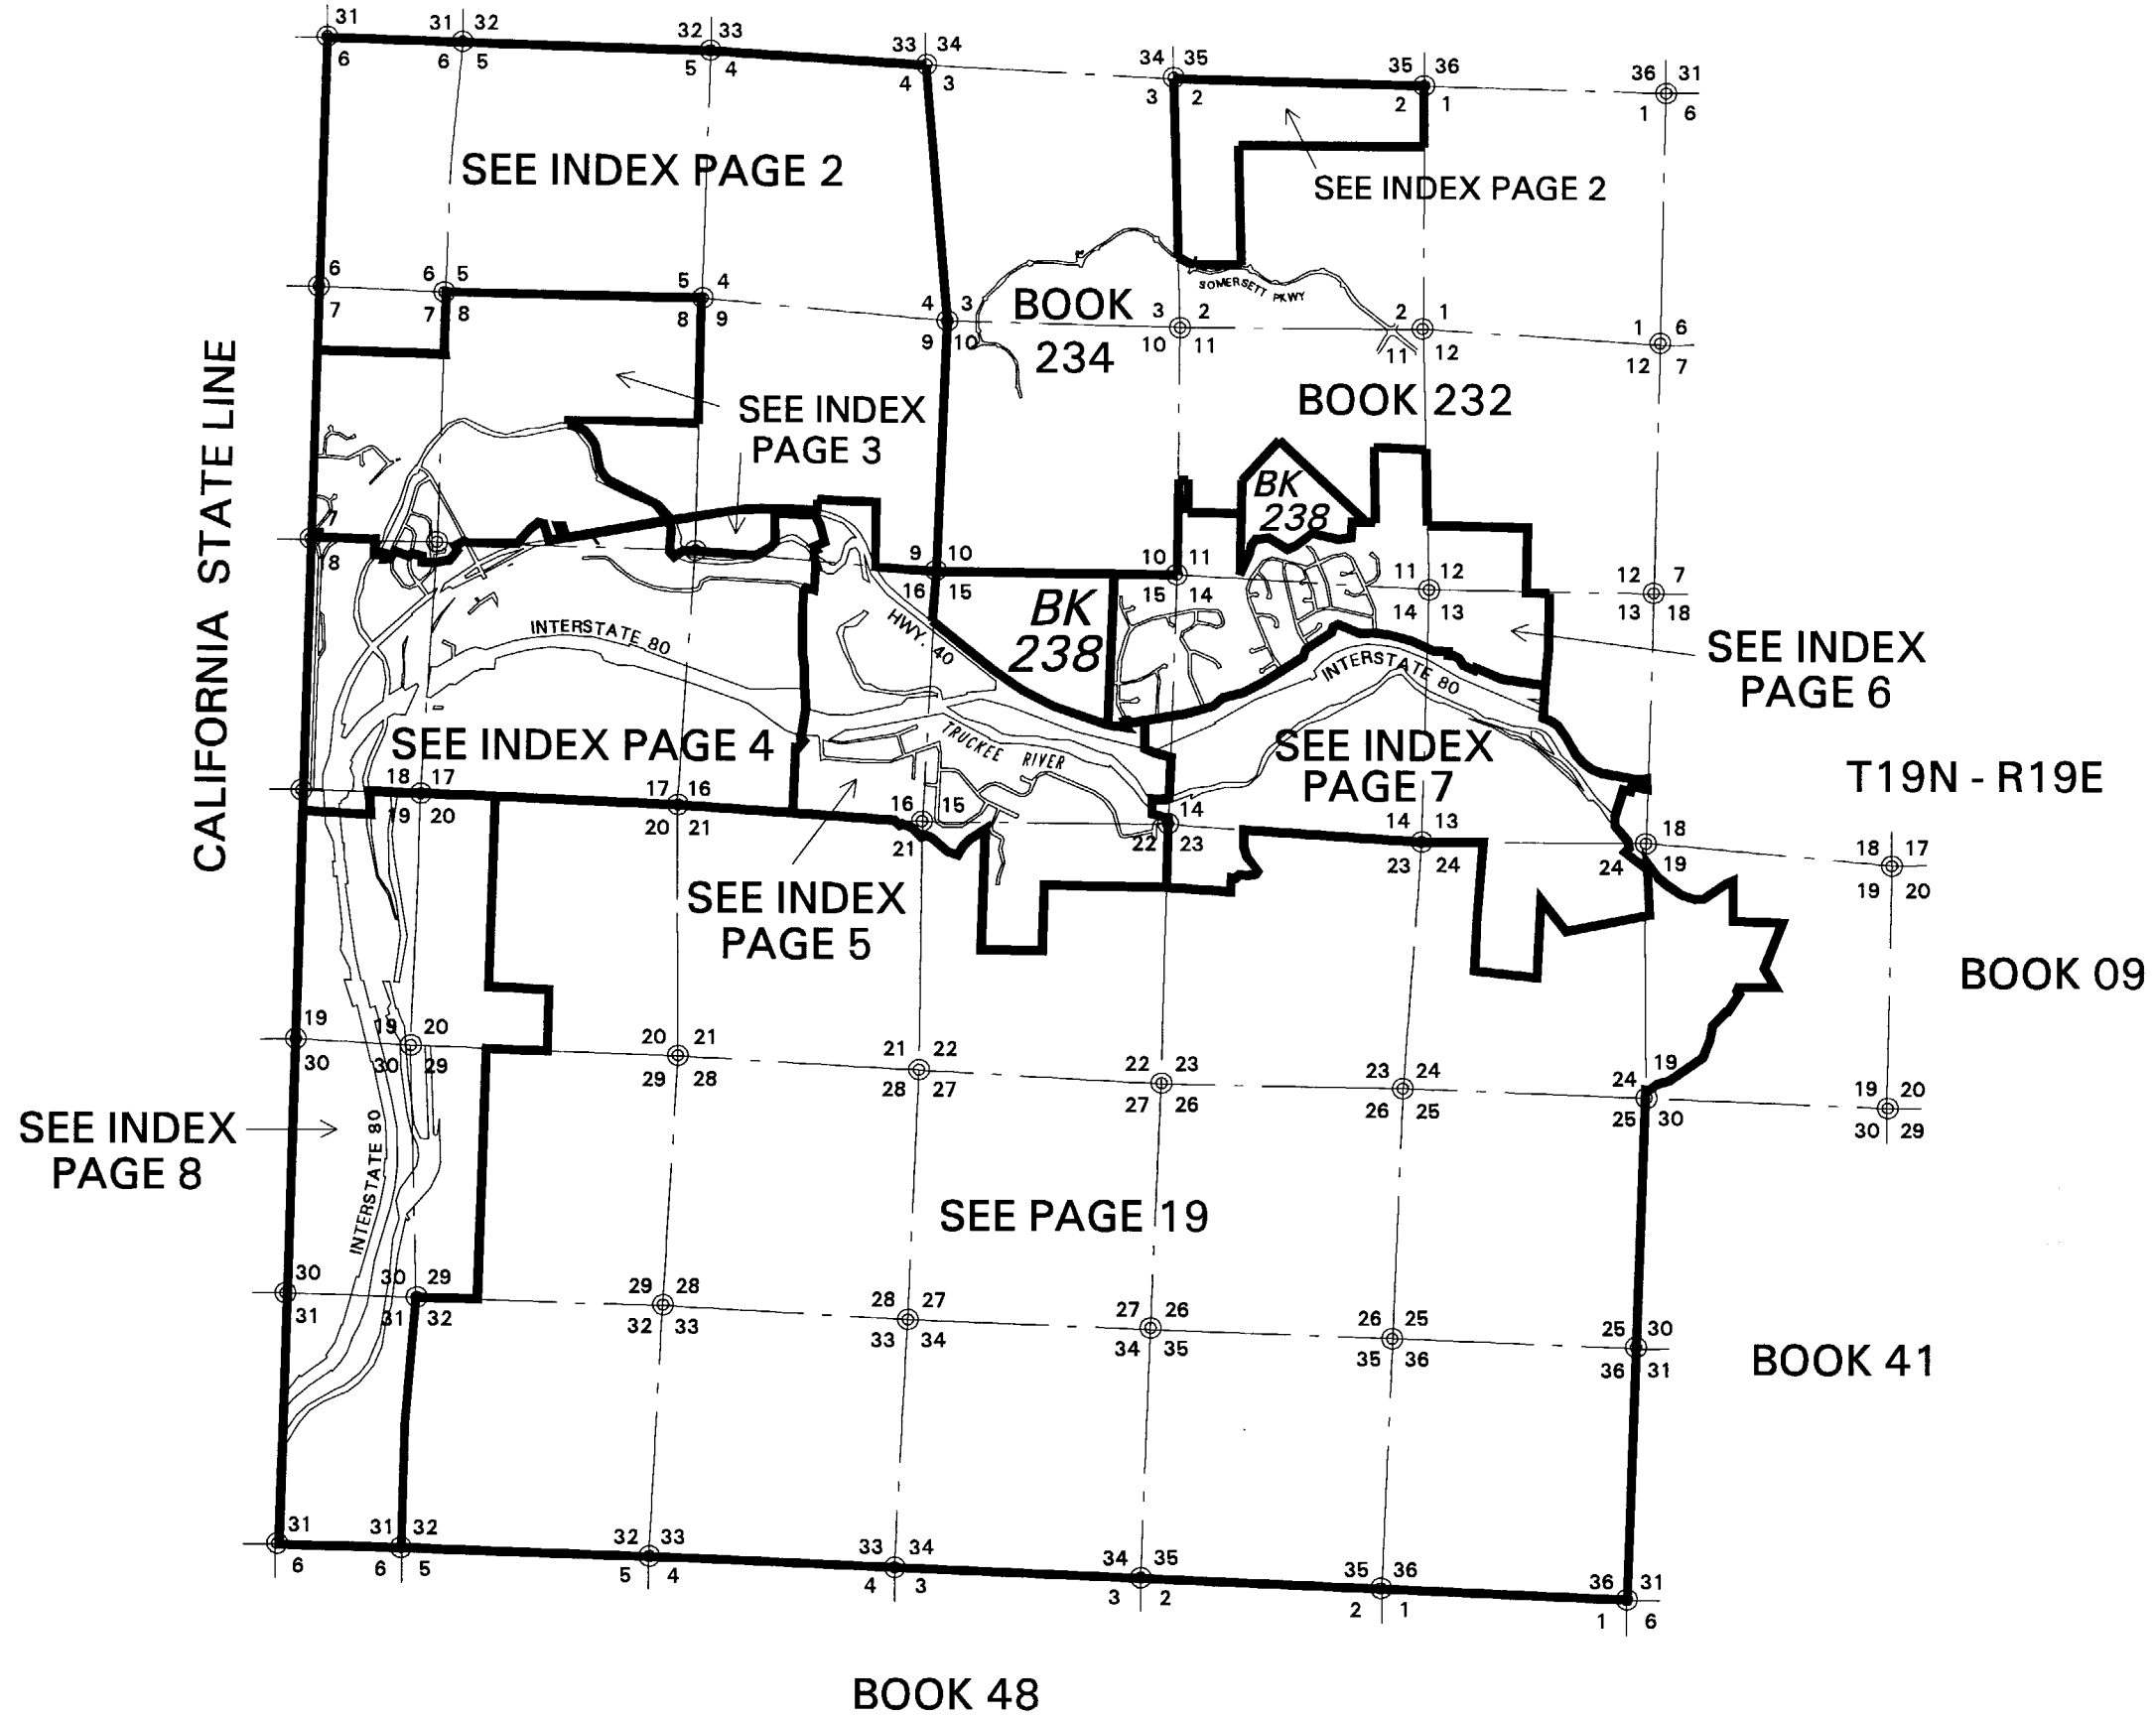 31 31 32 32 33 33 34 34 35 35 36 36 31
6 6 5 5 4 4 3 3 2 2 1 1 6
SEE INDEX PAGE 2
SEE INDEX PAGE 2
SOMERSETT PKWY
6 6 5 5 4 4 3 3 2 2 1 1 6
7 7 8 8 9 9 10 10 11 11 12 12 7
BOOK
234
BOOK 232
SEE INDEX
PAGE 3
CALIFORNIA STATE LINE
BK
238
7
18
9 10 10 11 11 12 12 7
16 15 15 14 14 13 13 18
BK
238
HWY. 40
INTERSTATE 80
INTERSTATE 80
SEE INDEX
PAGE 6
SEE INDEX PAGE 4
TRUCKEE RIVER
SEE INDEX
PAGE 7
T19N - R19E
18 17 17 16 16 15 14 14 13 18 18 17
19 20 20 21 21 22 23 23 24 24 19 19 20
SEE INDEX
PAGE 5
BOOK 09
19 19 20 20 21 21 22 22 23 23 24 24 19 19 20
30 30 29 29 28 28 27 27 26 26 25 25 30 30 29
SEE INDEX
PAGE 8
INTERSTATE 80
SEE PAGE 19
30 30 29 29 28 28 27 27 26 26 25 25 30
31 31 32 32 33 33 34 34 35 35 36 36 31
BOOK 41
31 31 32 32 33 33 34 34 35 35 36 36 31
6 6 5 5 4 4 3 3 2 2 1 1 6
BOOK 48